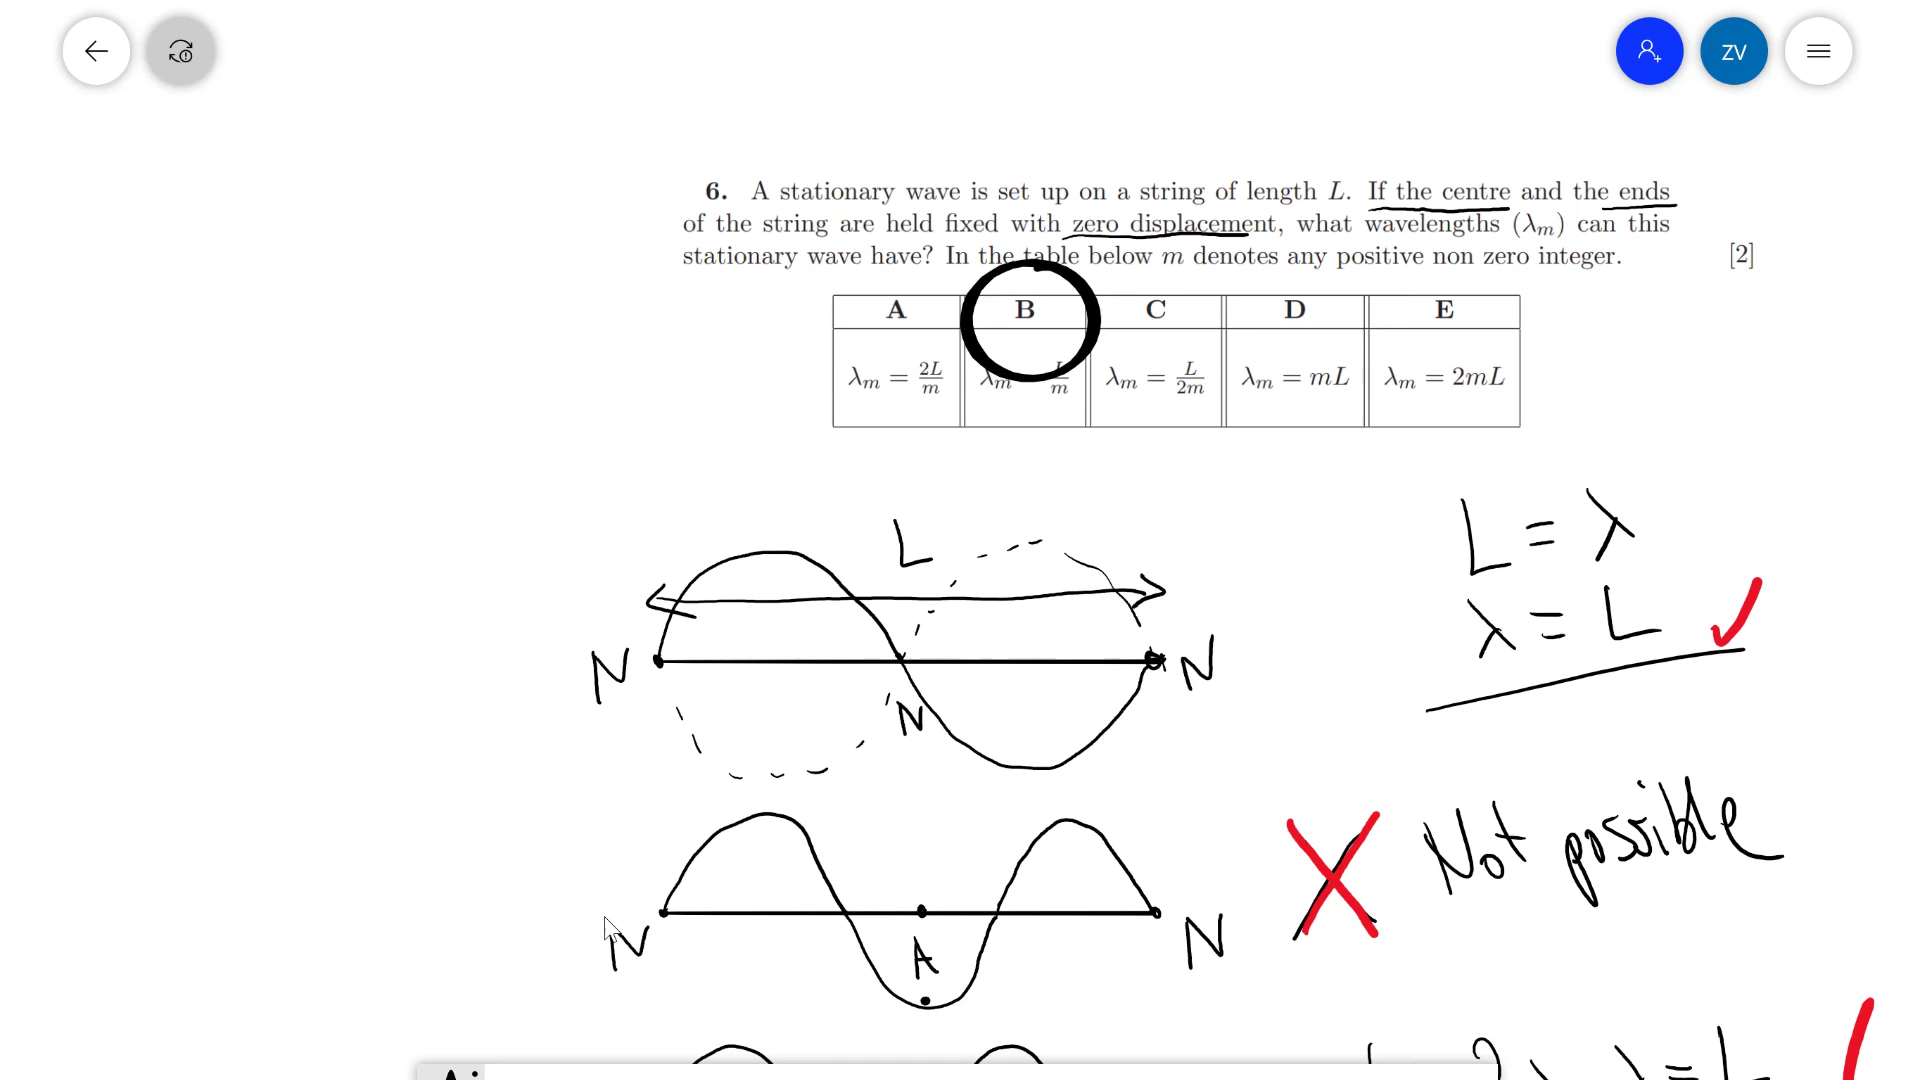 ZV
6. A stationary wave is set up on a string of length L. If the centre and the ends
of the string are held fixed with zero displacement, what wavelengths (λm) can this
stationary wave have? In the table below m denotes any positive non zero integer. [2]
A B C D E
λm = 2L/m λm L/m λm = L/2m λm = mL λm = 2mL
L
L = λ
λ = L
N N
N
Not possible
N N
A